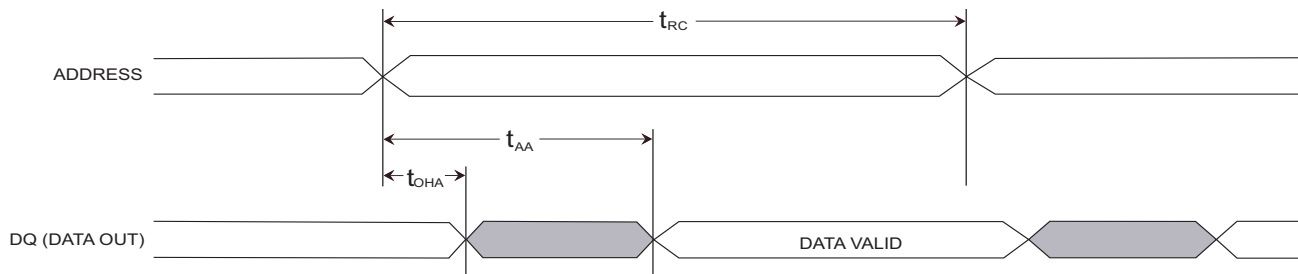 tRC
ADDRESS
tAA
tOHA
DQ (DATA OUT)
DATA VALID